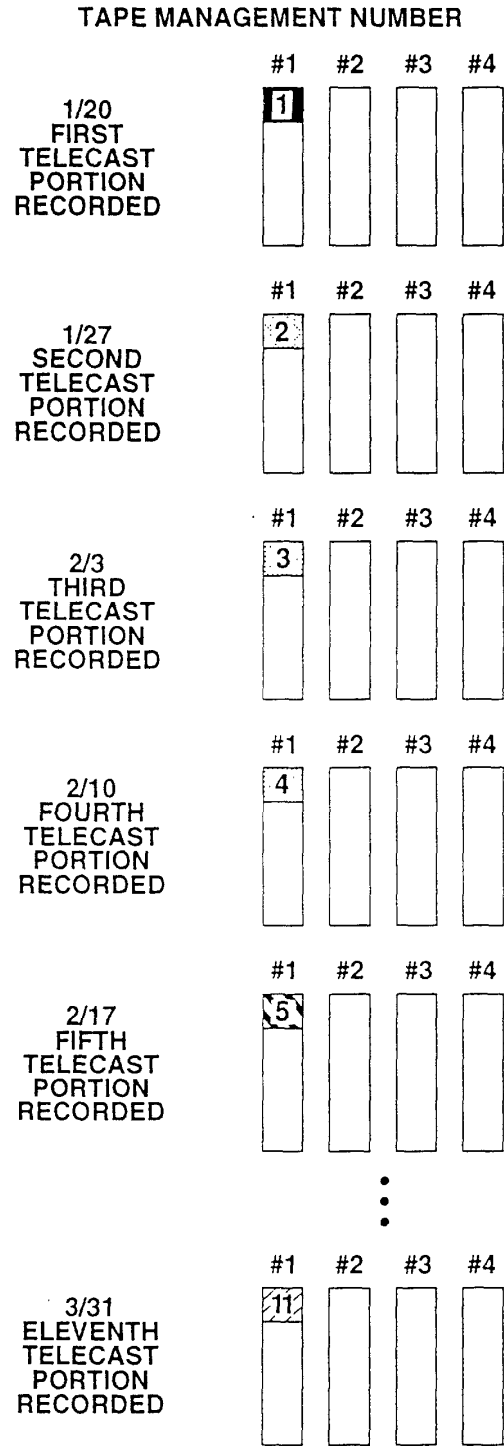 TAPE MANAGEMENT NUMBER
#1 #2 #3 #4
1/20
FIRST
TELECAST
PORTION
RECORDED
1
#1 #2 #3 #4
1/27
SECOND
TELECAST
PORTION
RECORDED
2
#1 #2 #3 #4
2/3
THIRD
TELECAST
PORTION
RECORDED
3
#1 #2 #3 #4
2/10
FOURTH
TELECAST
PORTION
RECORDED
4
#1 #2 #3 #4
2/17
FIFTH
TELECAST
PORTION
RECORDED
5
#1 #2 #3 #4
3/31
ELEVENTH
TELECAST
PORTION
RECORDED
11